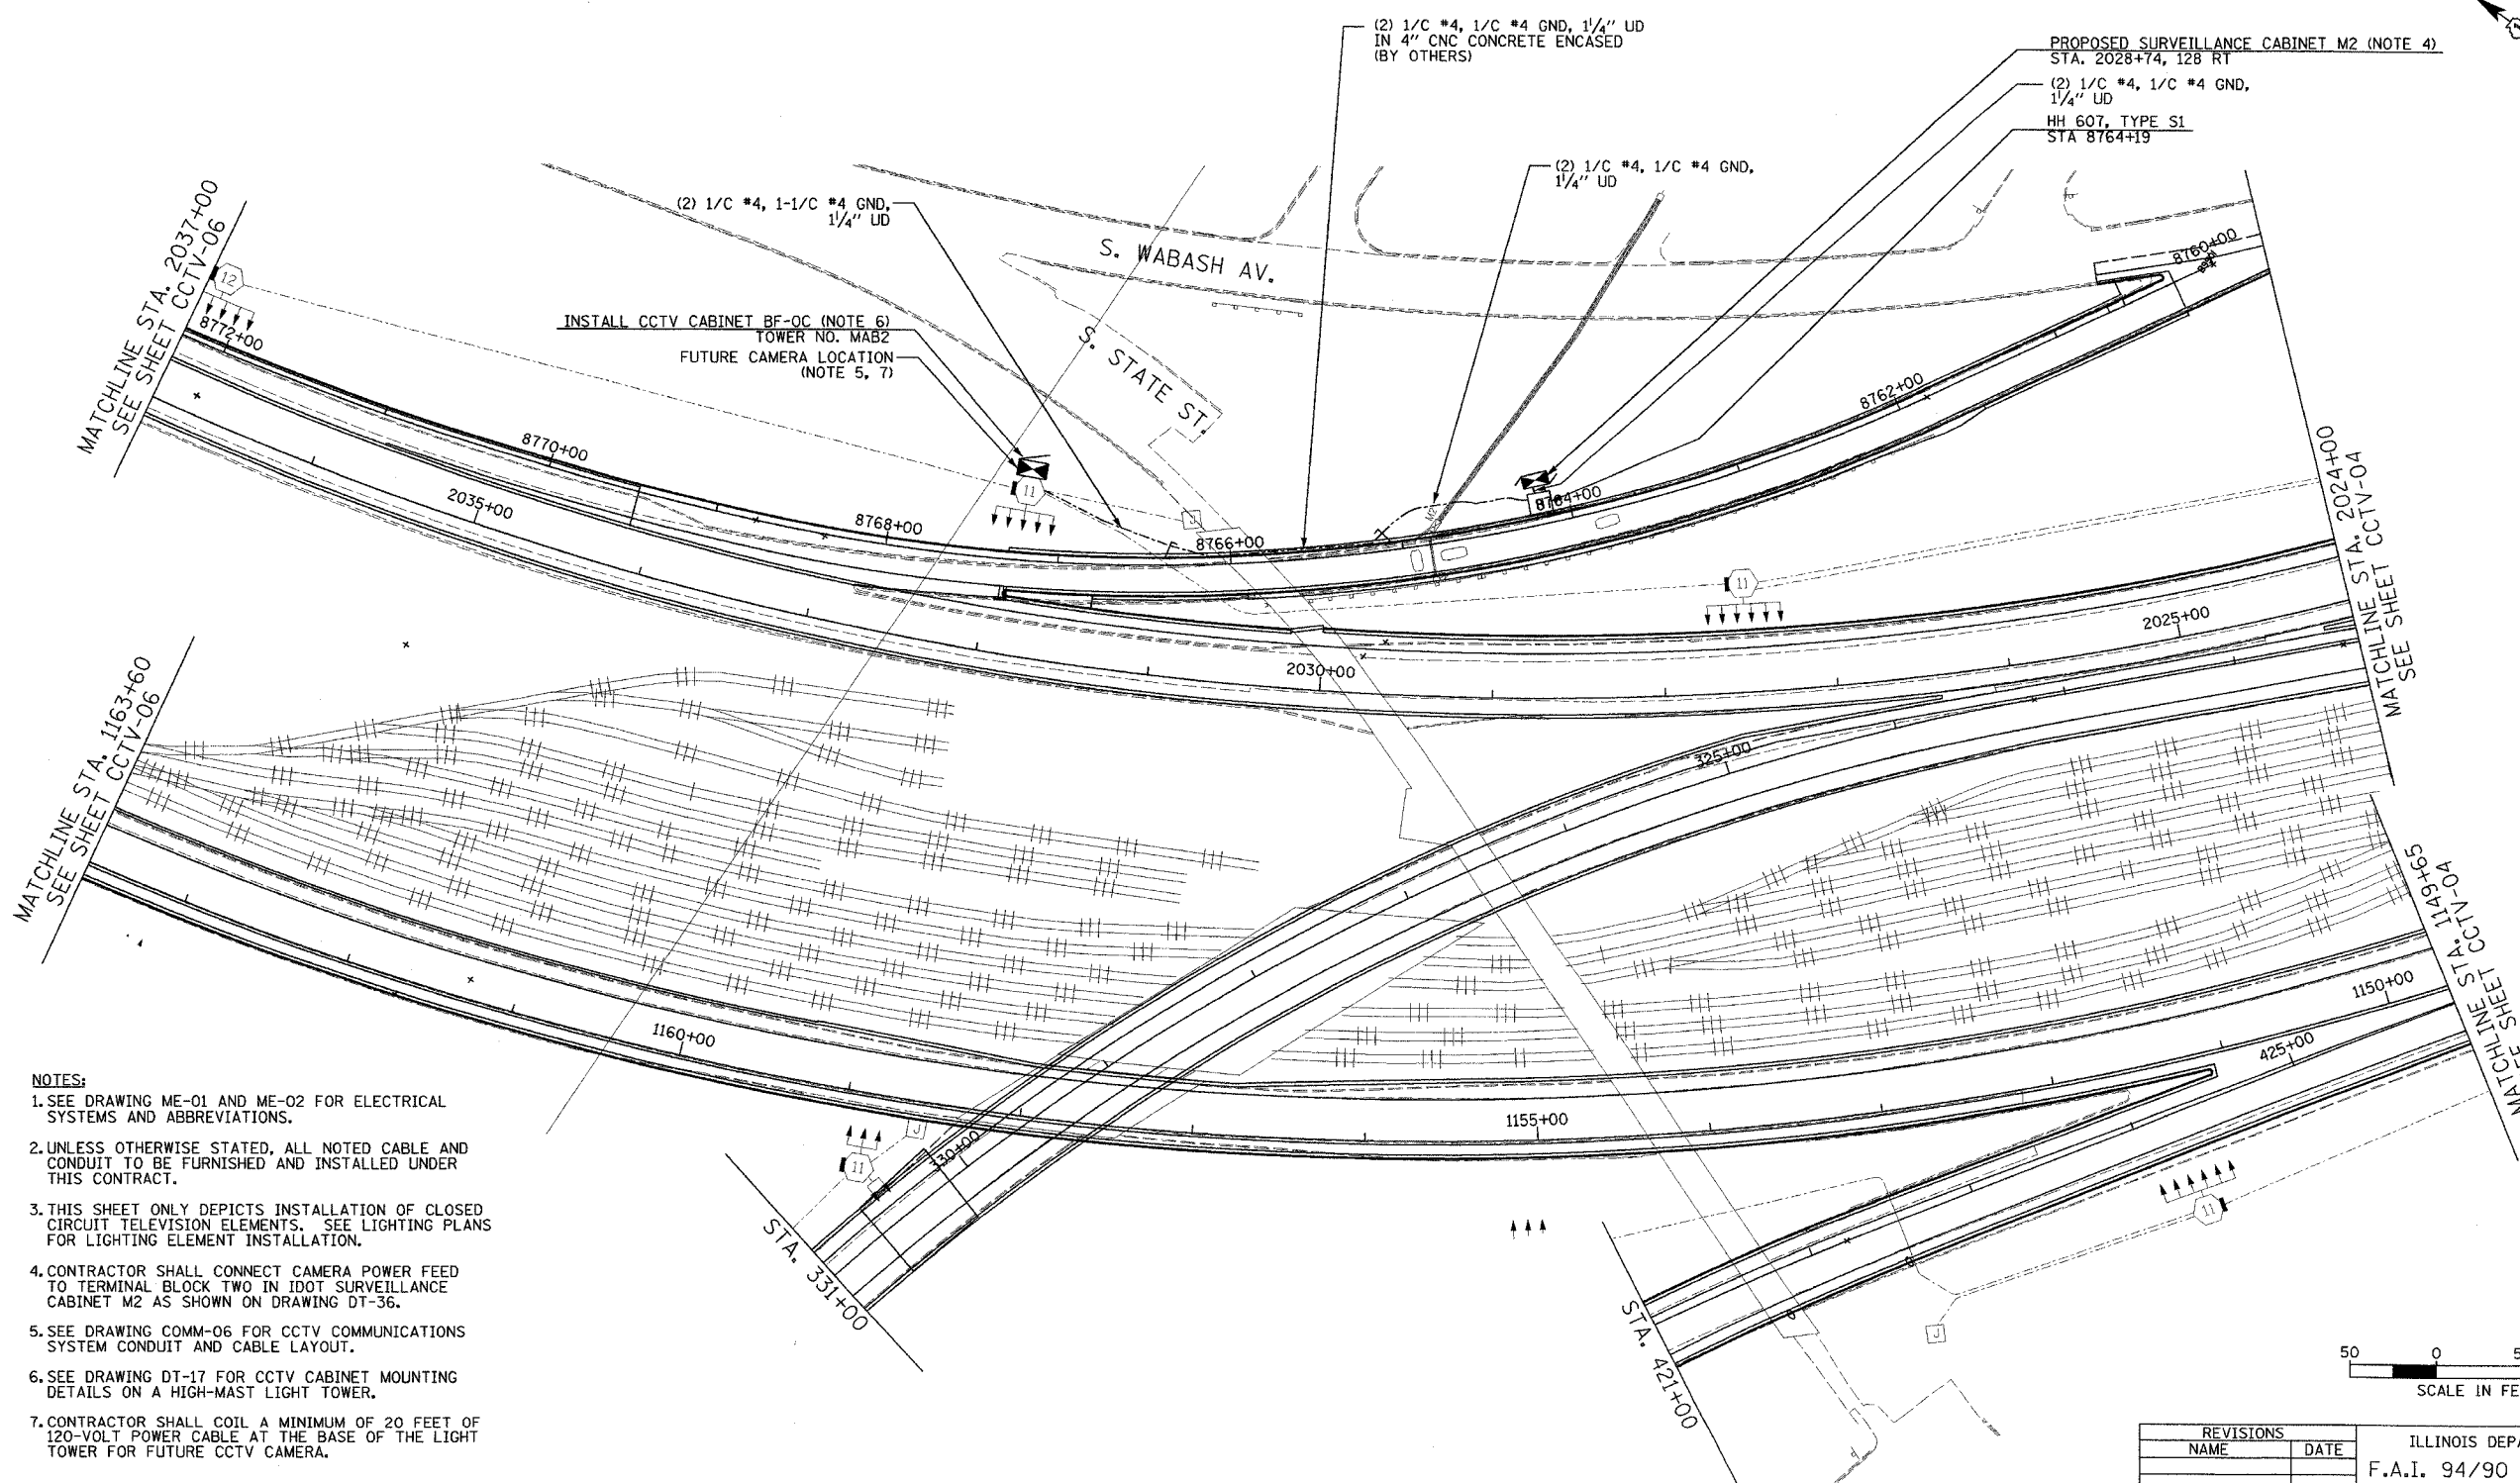 (2) 1/C #4, 1/C #4 GND, 1¼" UD
IN 4" CNC CONCRETE ENCASED
(BY OTHERS)
PROPOSED SURVEILLANCE CABINET M2 (NOTE 4)
STA. 2028+74, 128 RT
(2) 1/C #4, 1/C #4 GND,
1¼" UD
HH 607, TYPE S1
STA 8764+19
(2) 1/C #4, 1/C #4 GND,
1¼" UD
(2) 1/C #4, 1-1/C #4 GND,
1¼" UD
INSTALL CCTV CABINET BF-OC (NOTE 6)
TOWER NO. MAB2
FUTURE CAMERA LOCATION
(NOTE 5, 7)
S. WABASH AV.
S. STATE ST.
MATCHLINE STA. 2037+00
SEE SHEET CCTV-06
12
8772+00
8770+00
8768+00
8766+00
8764+00
8762+00
8760+00
11
J
M2
11
2035+00
2030+00
2025+00
MATCHLINE STA. 2024+00
SEE SHEET CCTV-04
MATCHLINE STA. 1163+60
SEE SHEET CCTV-06
325+00
330+00
STA. 331+00
1160+00
1155+00
1150+00
425+00
STA. 421+00
MATCHLINE STA. 1149+65
SEE SHEET CCTV-04
11
J
11
J
NOTES:
1. SEE DRAWING ME-01 AND ME-02 FOR ELECTRICAL
SYSTEMS AND ABBREVIATIONS.
2. UNLESS OTHERWISE STATED, ALL NOTED CABLE AND
CONDUIT TO BE FURNISHED AND INSTALLED UNDER
THIS CONTRACT.
3. THIS SHEET ONLY DEPICTS INSTALLATION OF CLOSED
CIRCUIT TELEVISION ELEMENTS. SEE LIGHTING PLANS
FOR LIGHTING ELEMENT INSTALLATION.
4. CONTRACTOR SHALL CONNECT CAMERA POWER FEED
TO TERMINAL BLOCK TWO IN IDOT SURVEILLANCE
CABINET M2 AS SHOWN ON DRAWING DT-36.
5. SEE DRAWING COMM-06 FOR CCTV COMMUNICATIONS
SYSTEM CONDUIT AND CABLE LAYOUT.
6. SEE DRAWING DT-17 FOR CCTV CABINET MOUNTING
DETAILS ON A HIGH-MAST LIGHT TOWER.
7. CONTRACTOR SHALL COIL A MINIMUM OF 20 FEET OF
120-VOLT POWER CABLE AT THE BASE OF THE LIGHT
TOWER FOR FUTURE CCTV CAMERA.
50 0 5
SCALE IN FE
REVISIONS
NAME DATE
ILLINOIS DEP
F.A.I. 94/90